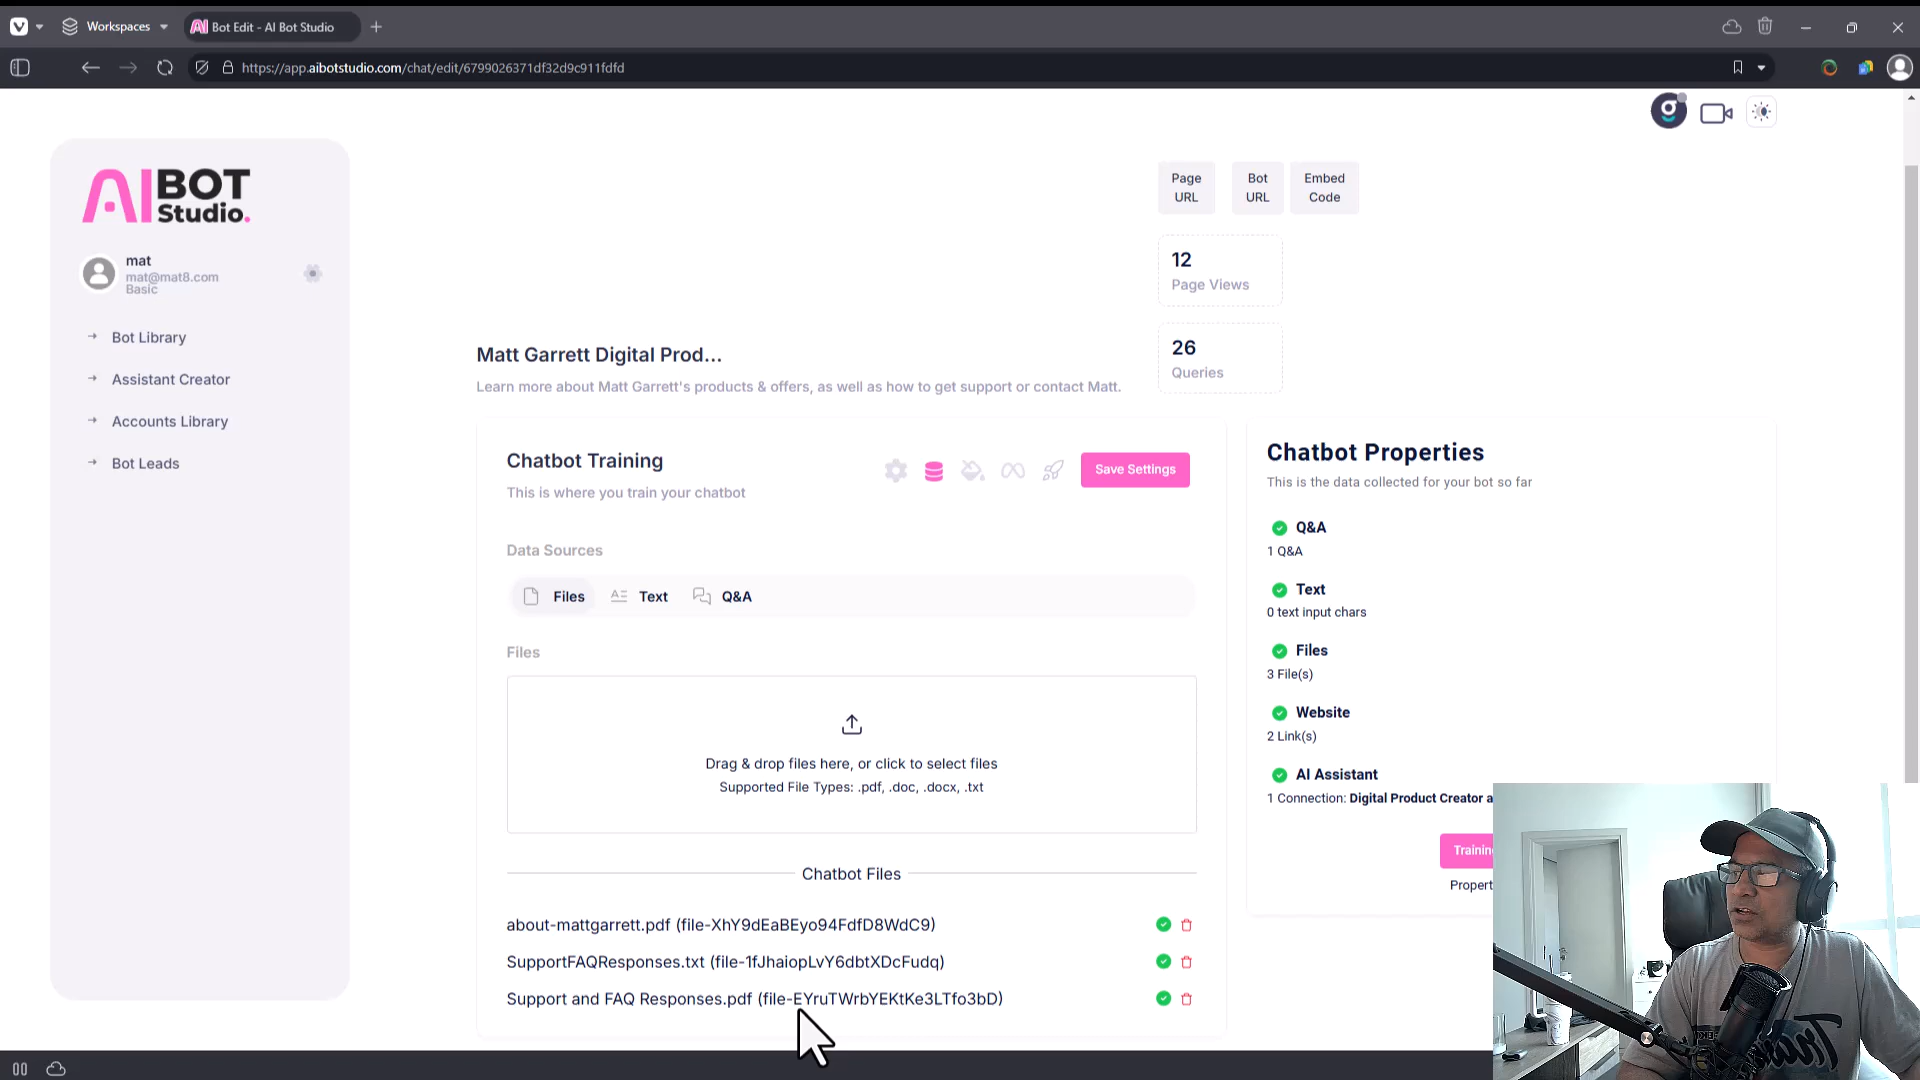 Workspaces
Bot Edit - AI Bot Studio
https://app.aibotstudio.com/chat/edit/6799026371df32d9c911fdfd
g
AI BOT
Studio.
mat
mat@mat8.com
Basic
Bot Library
Assistant Creator
Accounts Library
Bot Leads
Page
URL
Bot
URL
Embed
Code
12
Page Views
26
Queries
Matt Garrett Digital Prod...
Learn more about Matt Garrett's products & offers, as well as how to get support or contact Matt.
Chatbot Training
This is where you train your chatbot
Save Settings
Data Sources
Files
Text
Q&A
Files
Drag & drop files here, or click to select files
Supported File Types: .pdf, .doc, .docx, .txt
Chatbot Files
about-mattgarrett.pdf (file-XhY9dEaBEyo94FdfD8WdC9)
SupportFAQResponses.txt (file-1fJhaiopLvY6dbtXDcFudq)
Support and FAQ Responses.pdf (file-EYruTWrbYEKtKe3LTfo3bD)
Chatbot Properties
This is the data collected for your bot so far
Q&A
1 Q&A
Text
0 text input chars
Files
3 File(s)
Website
2 Link(s)
AI Assistant
1 Connection: Digital Product Creator a
Training
Propert